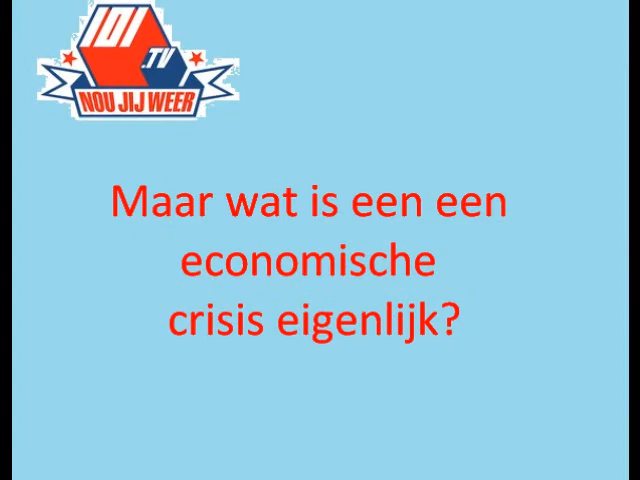 101
.TV
NOU JIJ WEER
Maar wat is een een
economische
crisis eigenlijk?